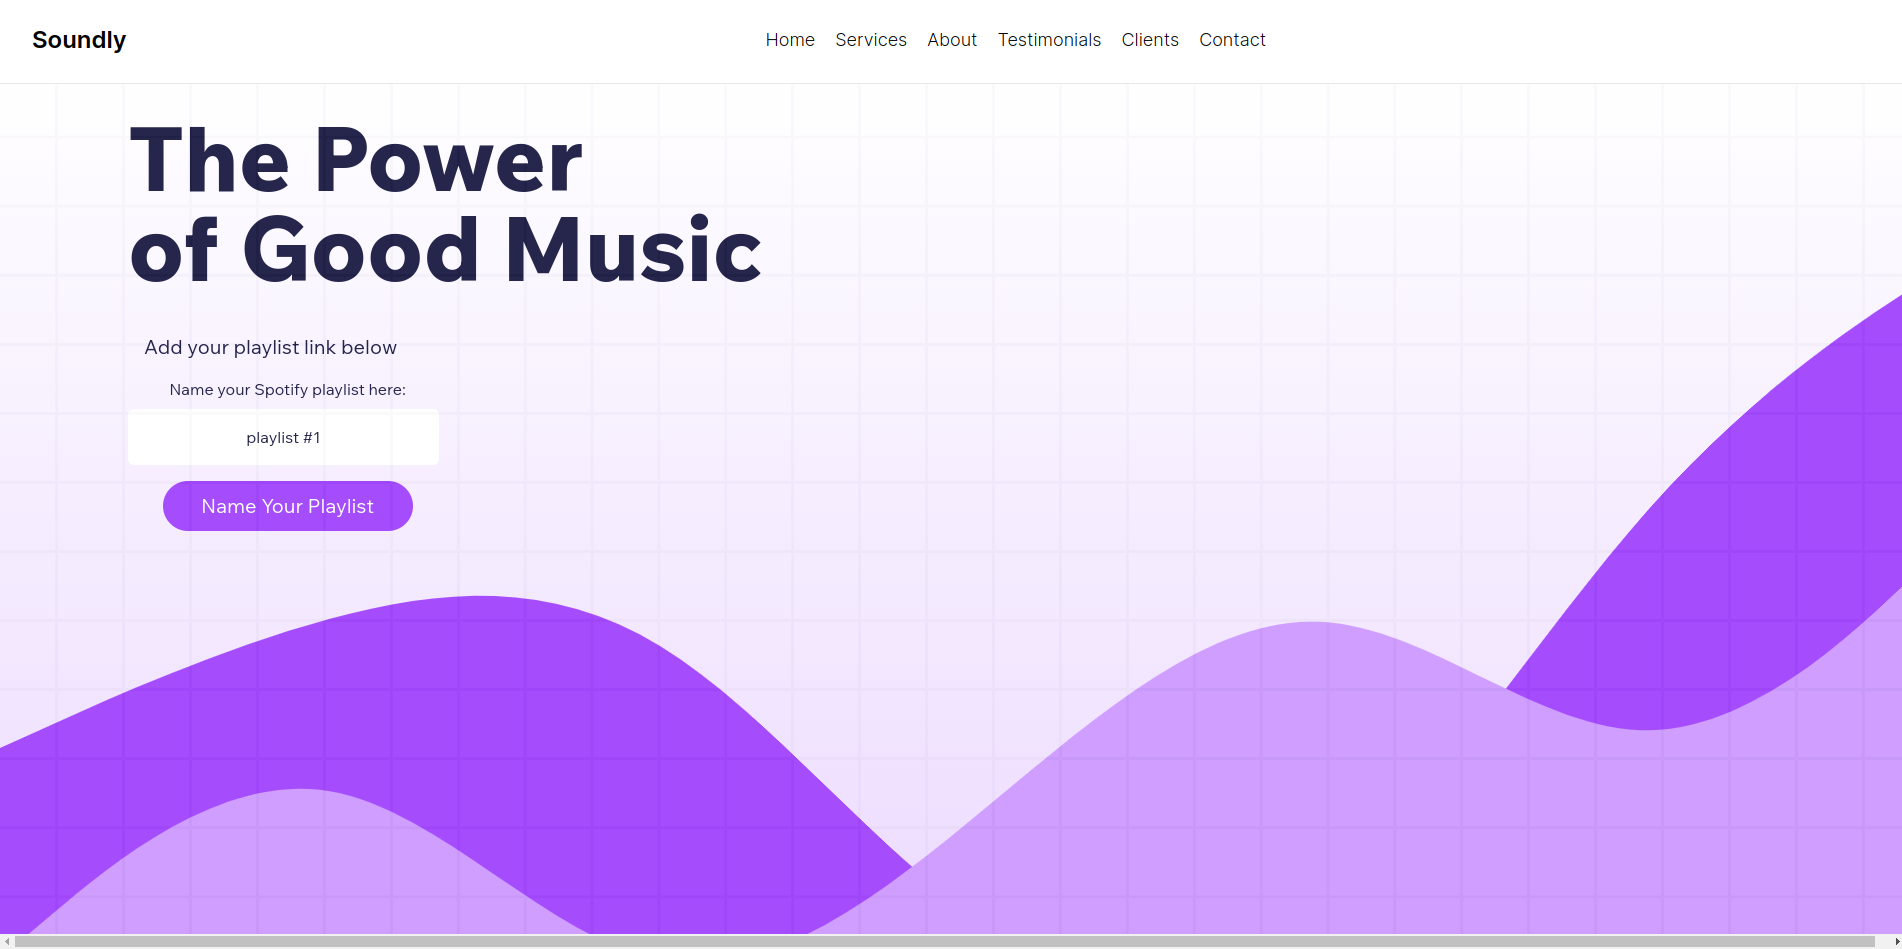 Soundly
Home Services About Testimonials Clients Contact
The Power
of Good Music
Add your playlist link below
Name your Spotify playlist here:
playlist #1
Name Your Playlist